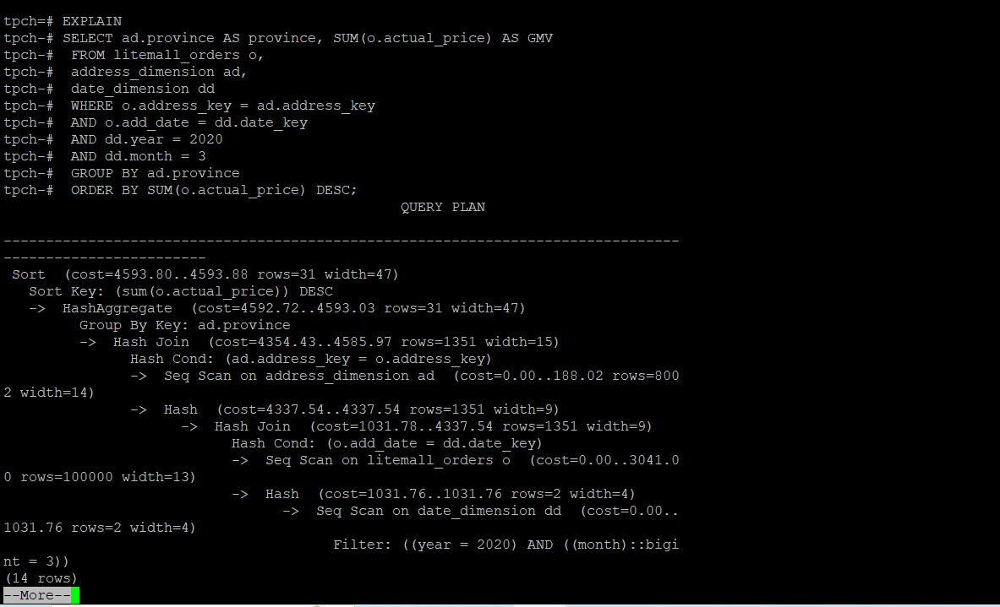 tpch=# EXPLAIN
tpch-# SELECT ad.province AS province, SUM(o.actual_price) AS GMV
tpch-#  FROM litemall_orders o,
tpch-#  address_dimension ad,
tpch-#  date_dimension dd
tpch-#  WHERE o.address_key = ad.address_key
tpch-#  AND o.add_date = dd.date_key
tpch-#  AND dd.year = 2020
tpch-#  AND dd.month = 3
tpch-#  GROUP BY ad.province
tpch-#  ORDER BY SUM(o.actual_price) DESC;
                                               QUERY PLAN

--------------------------------------------------------------------------------
------------------------
 Sort  (cost=4593.80..4593.88 rows=31 width=47)
   Sort Key: (sum(o.actual_price)) DESC
   ->  HashAggregate  (cost=4592.72..4593.03 rows=31 width=47)
         Group By Key: ad.province
         ->  Hash Join  (cost=4354.43..4585.97 rows=1351 width=15)
               Hash Cond: (ad.address_key = o.address_key)
               ->  Seq Scan on address_dimension ad  (cost=0.00..188.02 rows=800
2 width=14)
               ->  Hash  (cost=4337.54..4337.54 rows=1351 width=9)
                     ->  Hash Join  (cost=1031.78..4337.54 rows=1351 width=9)
                           Hash Cond: (o.add_date = dd.date_key)
                           ->  Seq Scan on litemall_orders o  (cost=0.00..3041.0
0 rows=100000 width=13)
                           ->  Hash  (cost=1031.76..1031.76 rows=2 width=4)
                                 ->  Seq Scan on date_dimension dd  (cost=0.00..
1031.76 rows=2 width=4)
                                       Filter: ((year = 2020) AND ((month)::bigi
nt = 3))
(14 rows)
--More--